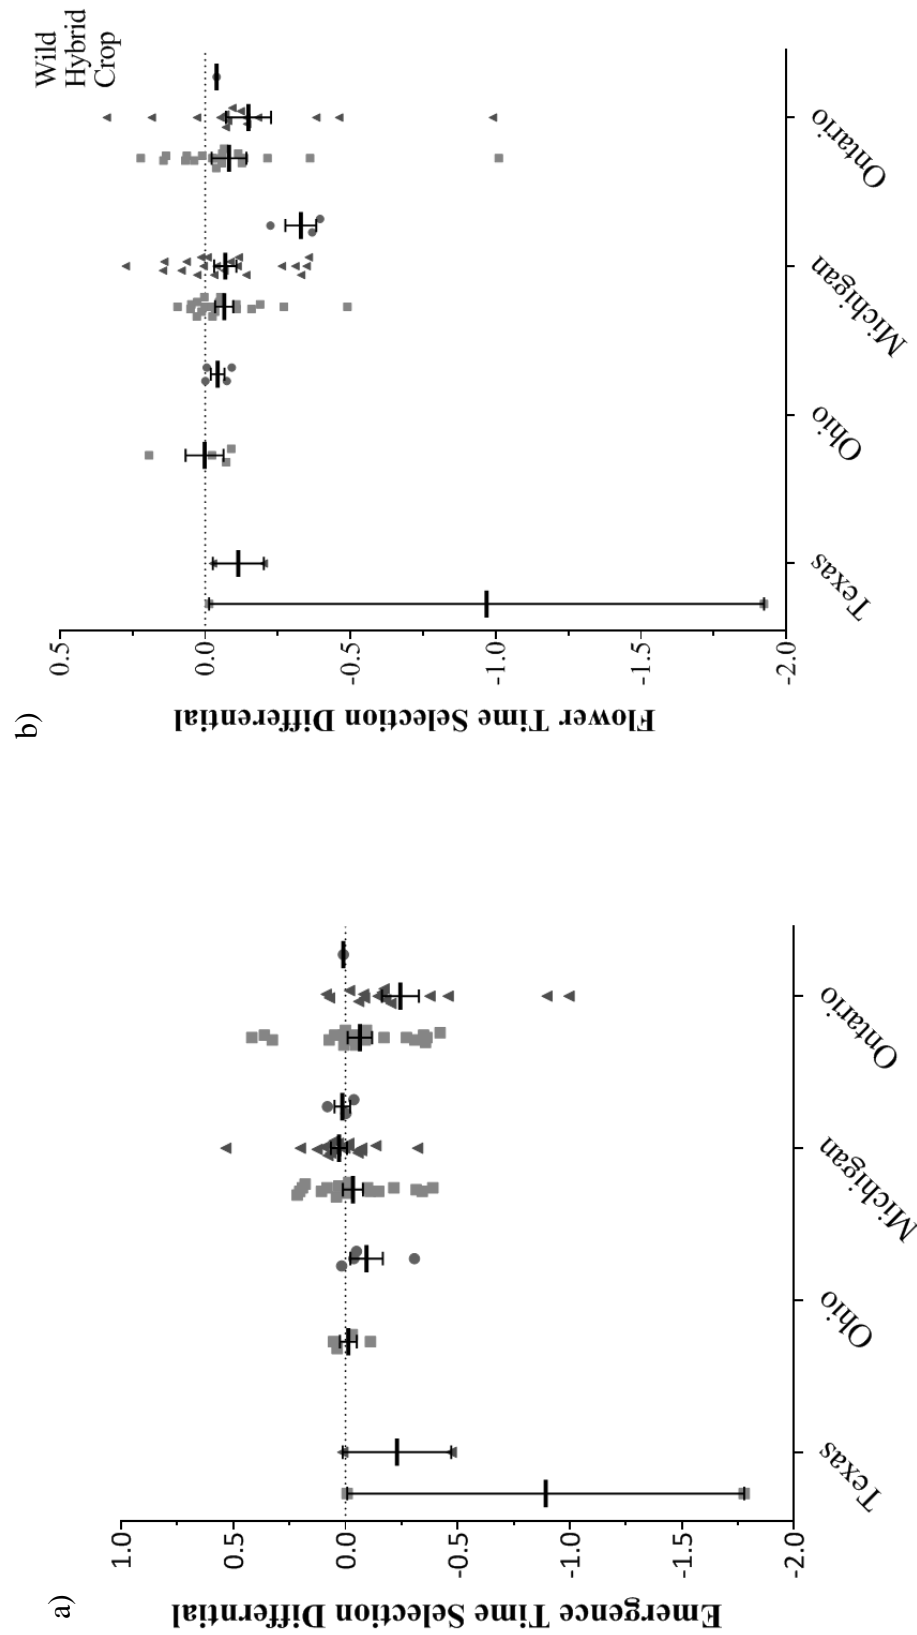 a)
Emergence Time Selection Differntial
1.0
0.5
0.0
-0.5
-1.0
-1.5
-2.0
Texas
Ohio
Michigan
Ontario
b)
Flower Time Selection Differential
0.5
0.0
-0.5
-1.0
-1.5
-2.0
Texas
Ohio
Michigan
Ontario
Wild
Hybrid
Crop